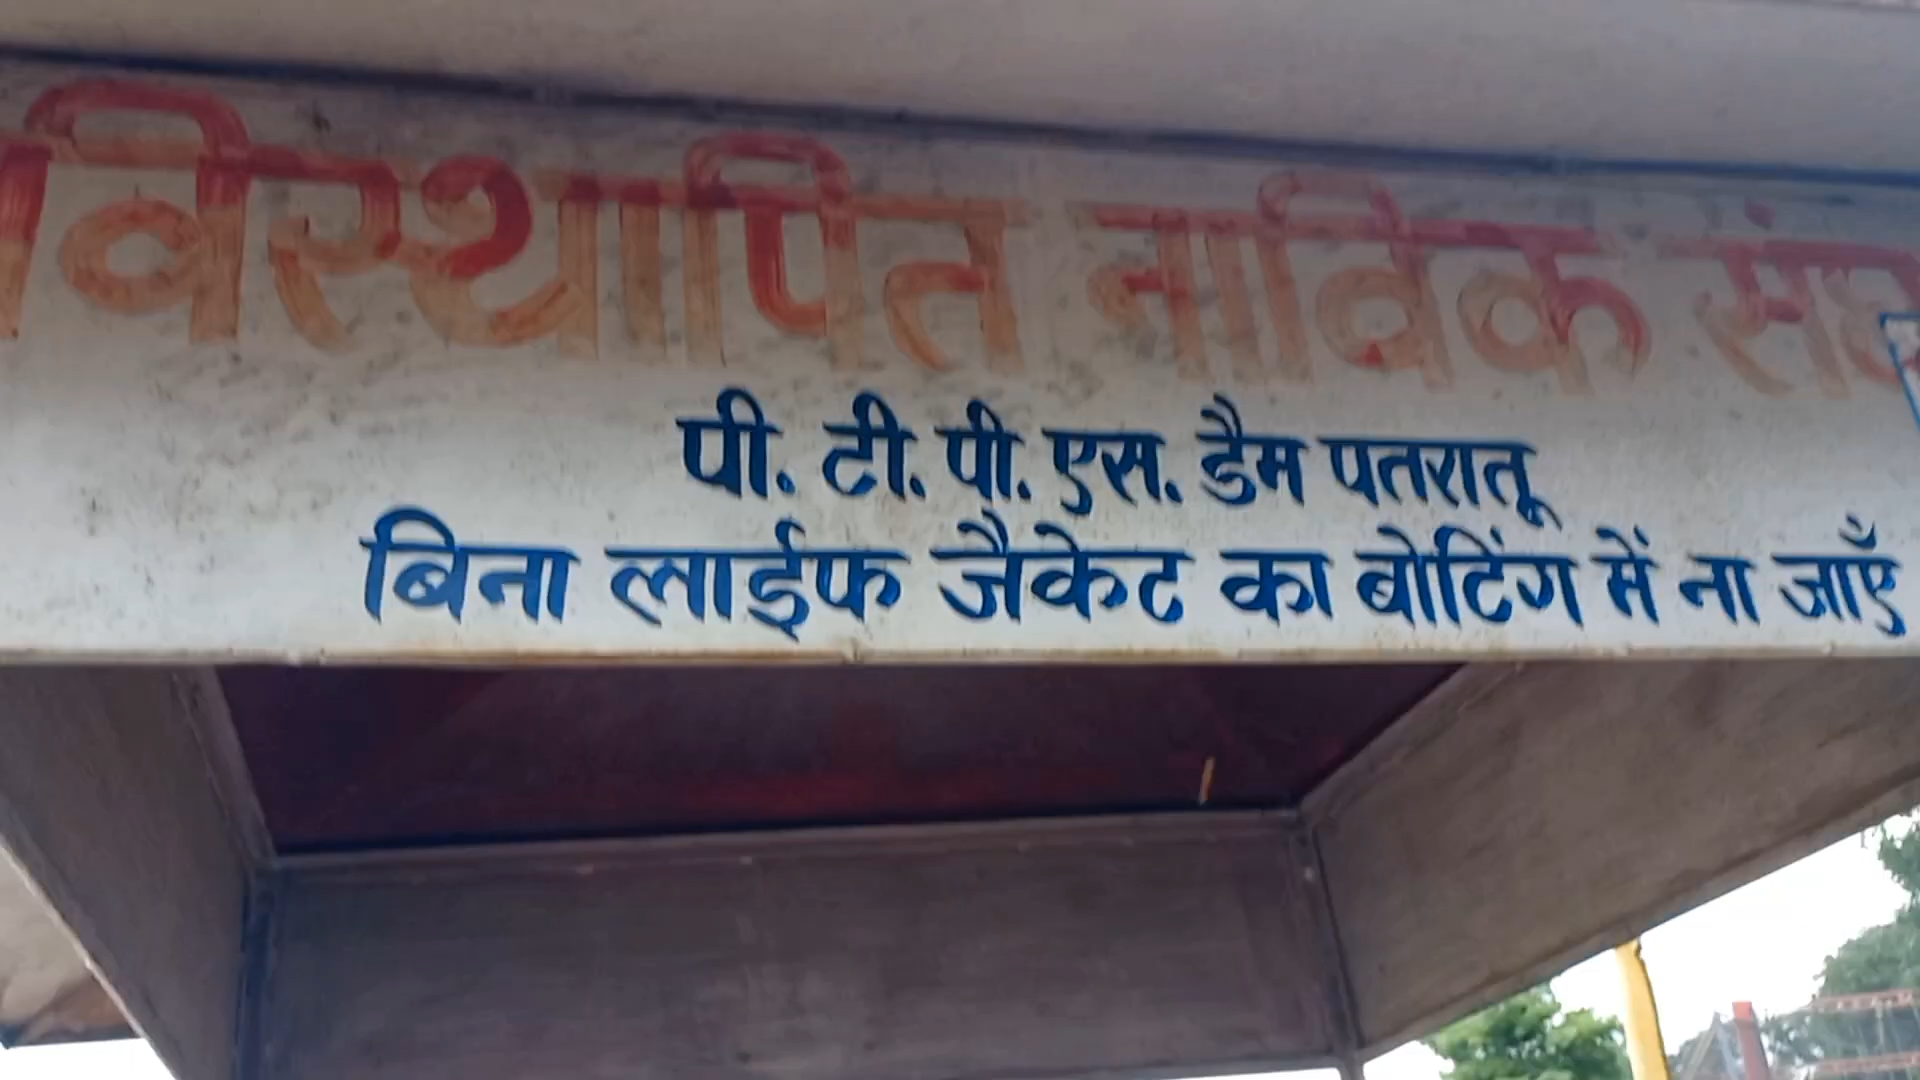 विस्थापित नाविक संघ
पी. टी. पी. एस. डैम पतरातू
बिना लाईफ जैकेट का बोटिंग में ना जाएँ